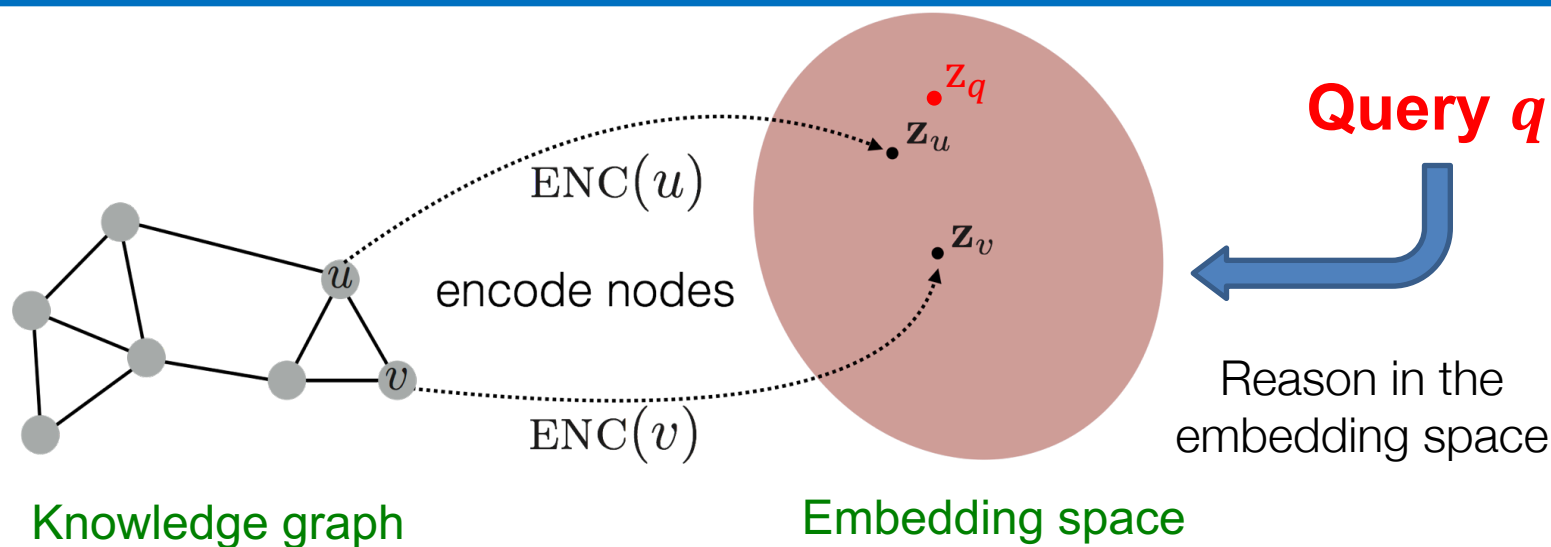 z_q
Query q
z_u
ENC(u)
z_v
u
encode nodes
v
Reason in the
embedding space
ENC(v)
Knowledge graph
Embedding space